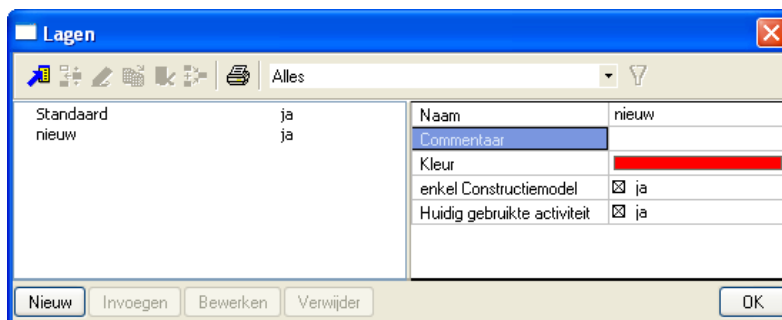 Lagen
Alles
Standaard ja
nieuw ja
Naam nieuw
Commentaar
Kleur
enkel Constructiemodel ja
Huidig gebruikte activiteit ja
Nieuw Invoegen Bewerken Verwijder OK